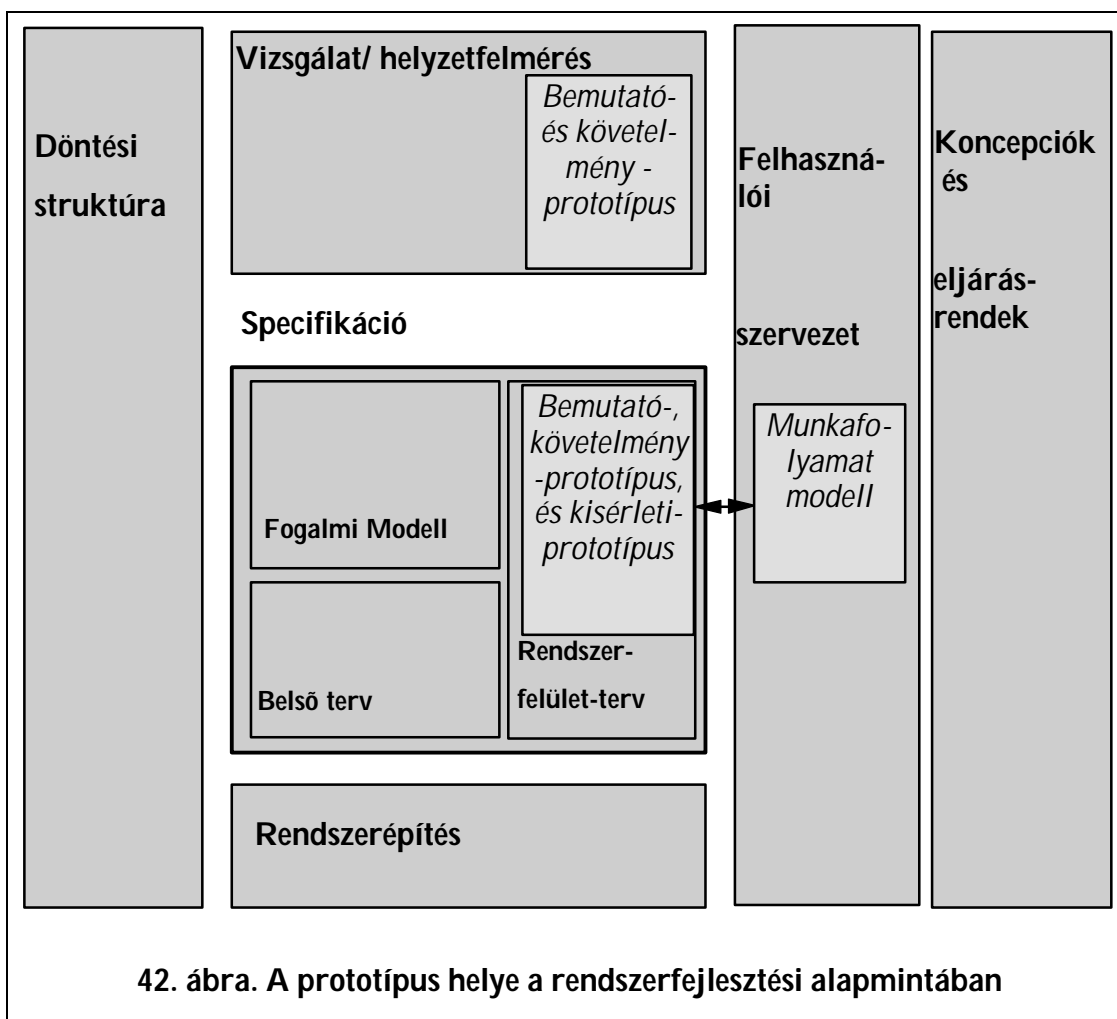 Döntési
struktúra
Vizsgálat/ helyzetfelmérés
Bemutató-
és követel-
mény -
prototípus
Specifikáció
Fogalmi Modell
Belsõ terv
Bemutató-,
követelmény
-prototípus,
és kisérleti-
prototípus
Rendszer-
felület-terv
Rendszerépítés
Felhaszná-
lói
szervezet
Munkafo-
lyamat
modell
Koncepciók
és
eljárás-
rendek
42. ábra. A prototípus helye a rendszerfejlesztési alapmintában